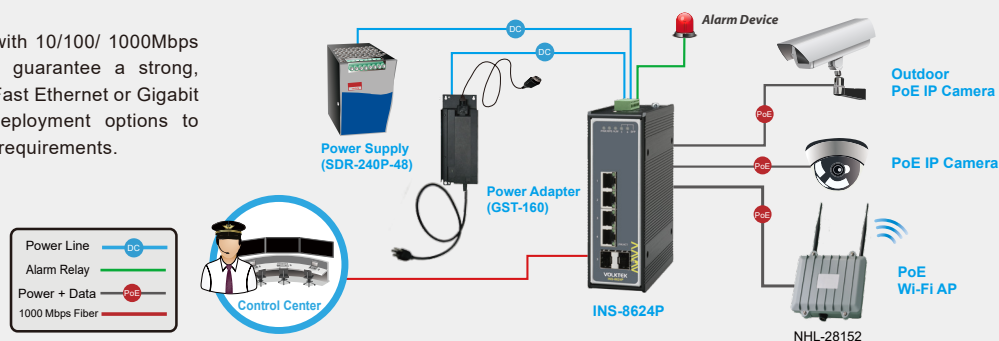 with 10/100/ 1000Mbps
guarantee a strong,
Fast Ethernet or Gigabit
eployment options to
requirements.
DC
DC
Alarm Device
Power Supply
(SDR-240P-48)
Power Adapter
(GST-160)
PoE
Outdoor
PoE IP Camera
PoE
PoE IP Camera
PoE
PoE
Wi-Fi AP
NHL-28152
VOLKTEK
INS-8624P
Control Center
Power Line DC
Alarm Relay
Power + Data PoE
1000 Mbps Fiber